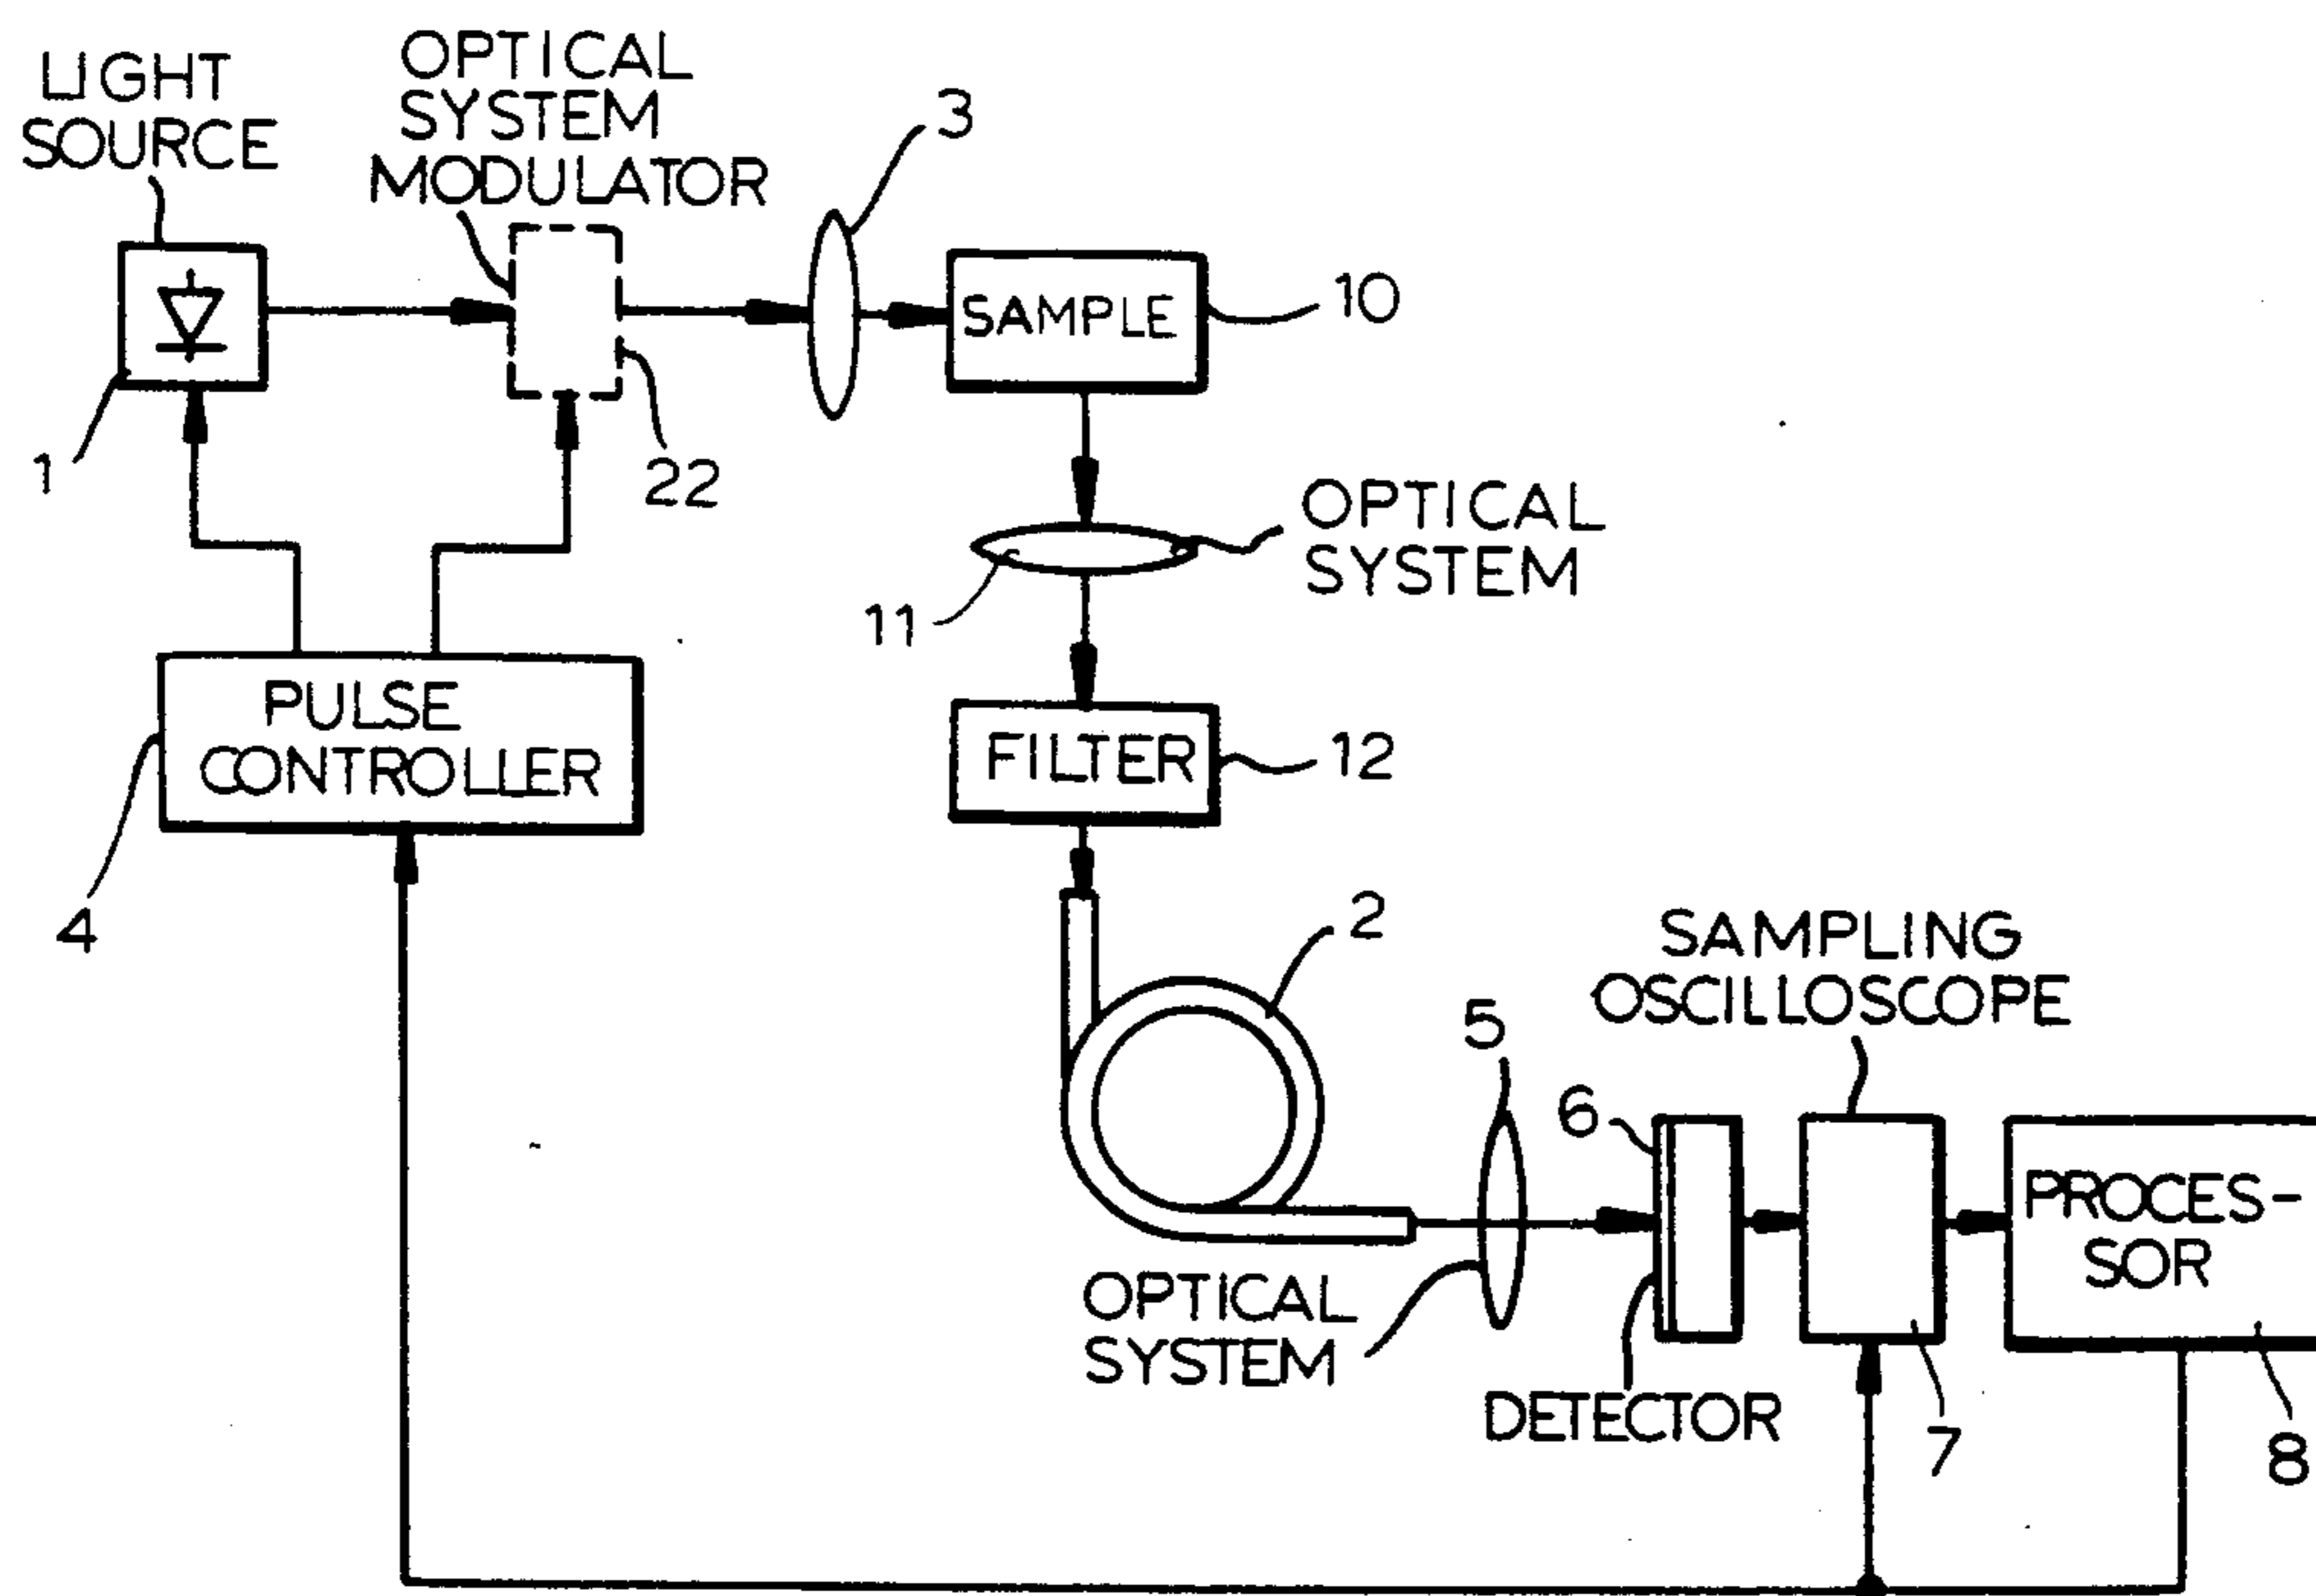 LIGHT
SOURCE
OPTICAL
SYSTEM
MODULATOR
3
SAMPLE
10
1
22
OPTICAL
SYSTEM
11
PULSE
CONTROLLER
4
FILTER
12
2
SAMPLING
OSCILLOSCOPE
5
6
PROCES-
SOR
OPTICAL
SYSTEM
DETECTOR
7
8